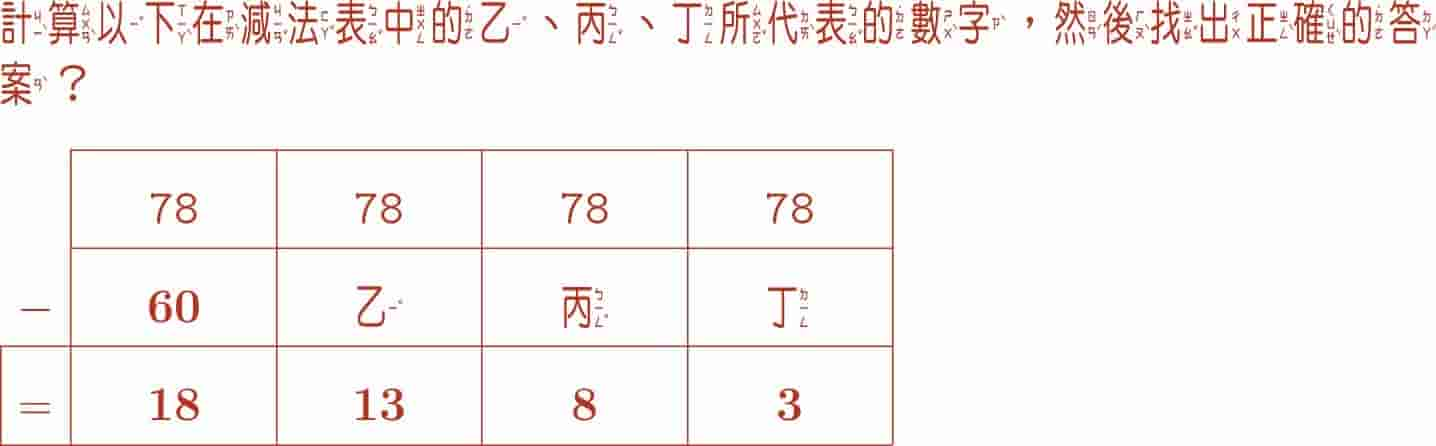 計算以下在減法表中的乙、丙、丁所代表的數字，然後找出正確的答
案？
78 78 78 78
− 60 乙 丙 丁
= 18 13 8 3